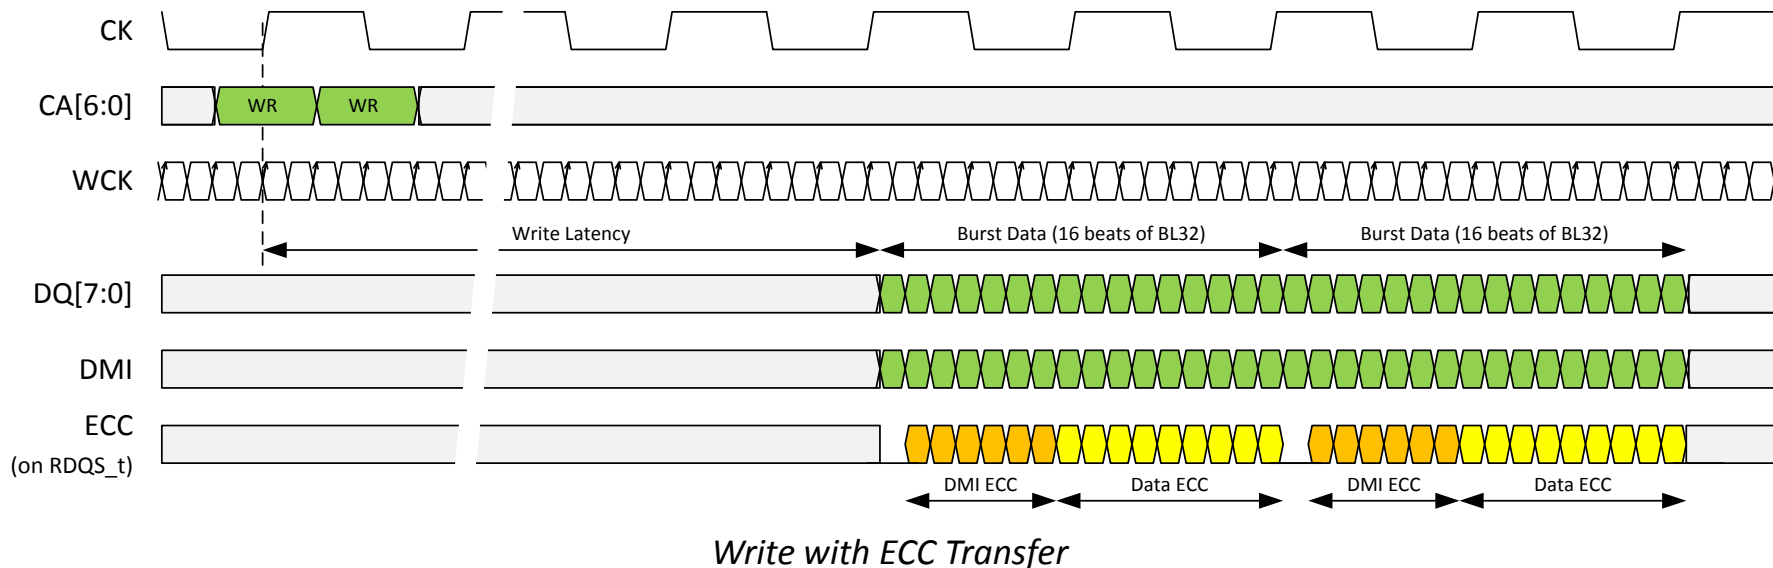 CK
CA[6:0]
WR WR
WCK
Write Latency Burst Data (16 beats of BL32) Burst Data (16 beats of BL32)
DQ[7:0]
DMI
ECC
(on RDQS_t)
DMI ECC Data ECC DMI ECC Data ECC
Write with ECC Transfer